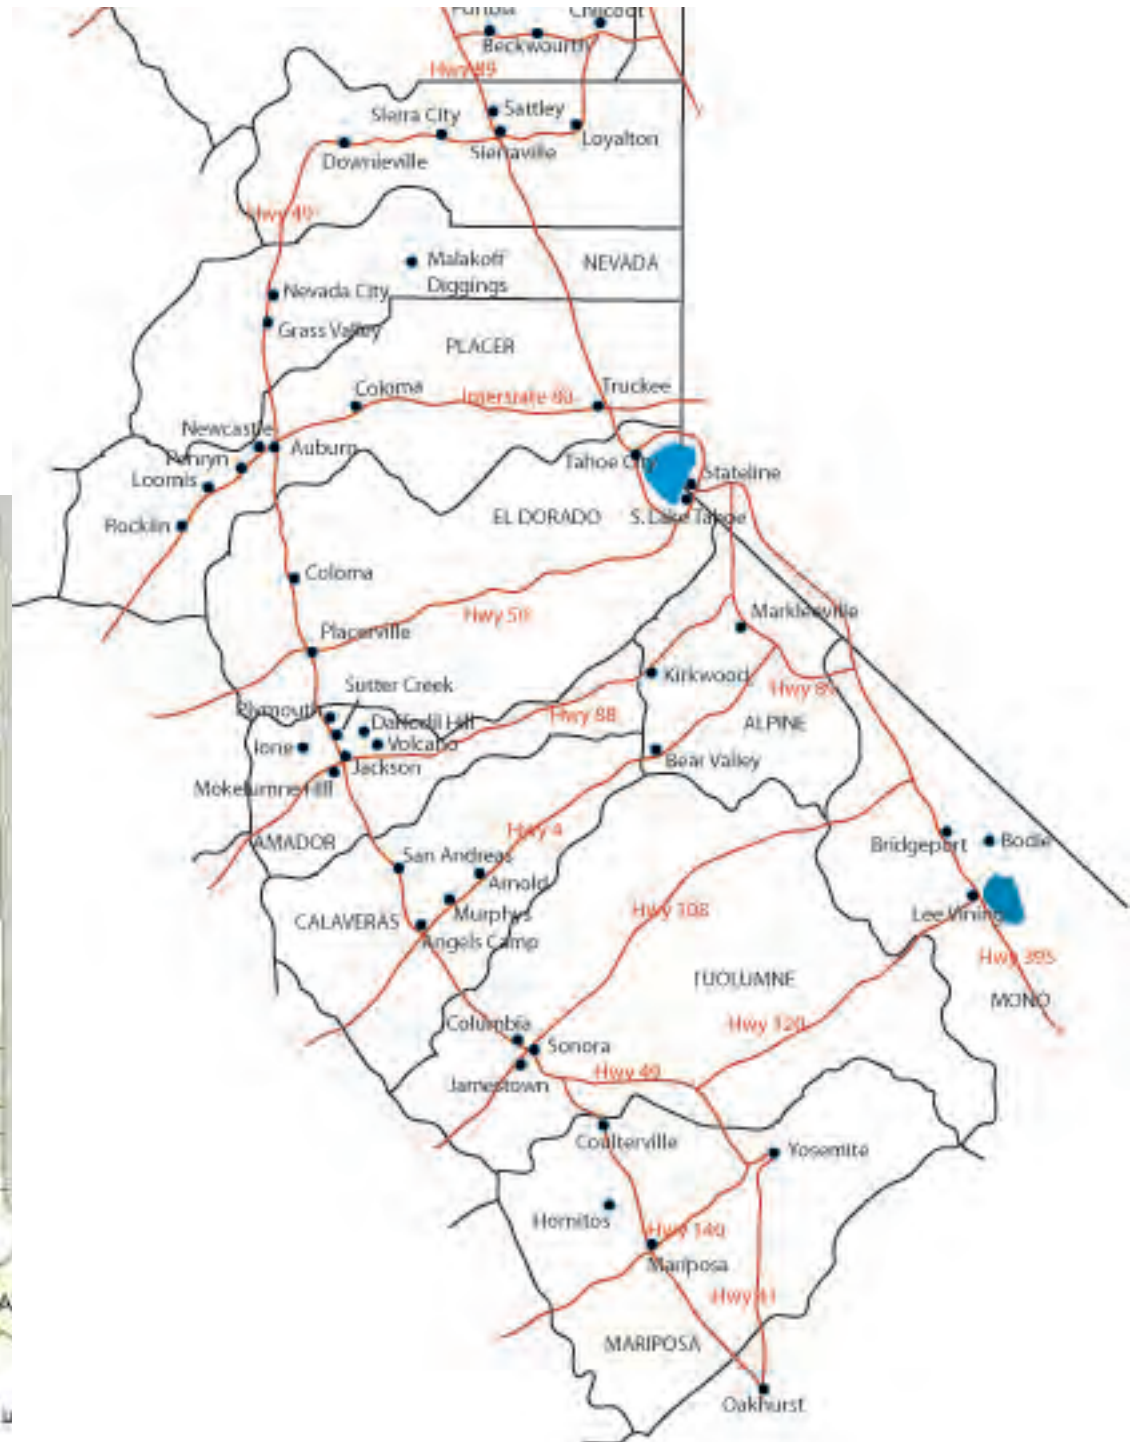 Chilcoot
Beckwourth
Hwy 89
Sattley
Sierra City
Loyalton
Sierraville
Downieville
Hwy 49
Malakoff
Diggings
NEVADA
Nevada City
Grass Valley
PLACER
Coloma
Interstate 80
Truckee
Newcastle
Auburn
Penryn
Tahoe City
Loomis
Stateline
Rocklin
EL DORADO
S. Lake Tahoe
Coloma
Hwy 50
Markleeville
Placerville
Kirkwood
Sutter Creek
Hwy 89
Plymouth
Daffodil Hill
Hwy 88
ALPINE
Ione
Volcano
Jackson
Bear Valley
Mokelumne Hill
Hwy 4
AMADOR
Bridgeport
Bodie
San Andreas
Arnold
Hwy 108
Murphys
Lee Vining
CALAVERAS
Angels Camp
Hwy 395
TUOLUMNE
MONO
Columbia
Hwy 120
Sonora
Hwy 49
Jamestown
Coulterville
Yosemite
Hornitos
Hwy 140
Mariposa
Hwy 41
MARIPOSA
Oakhurst